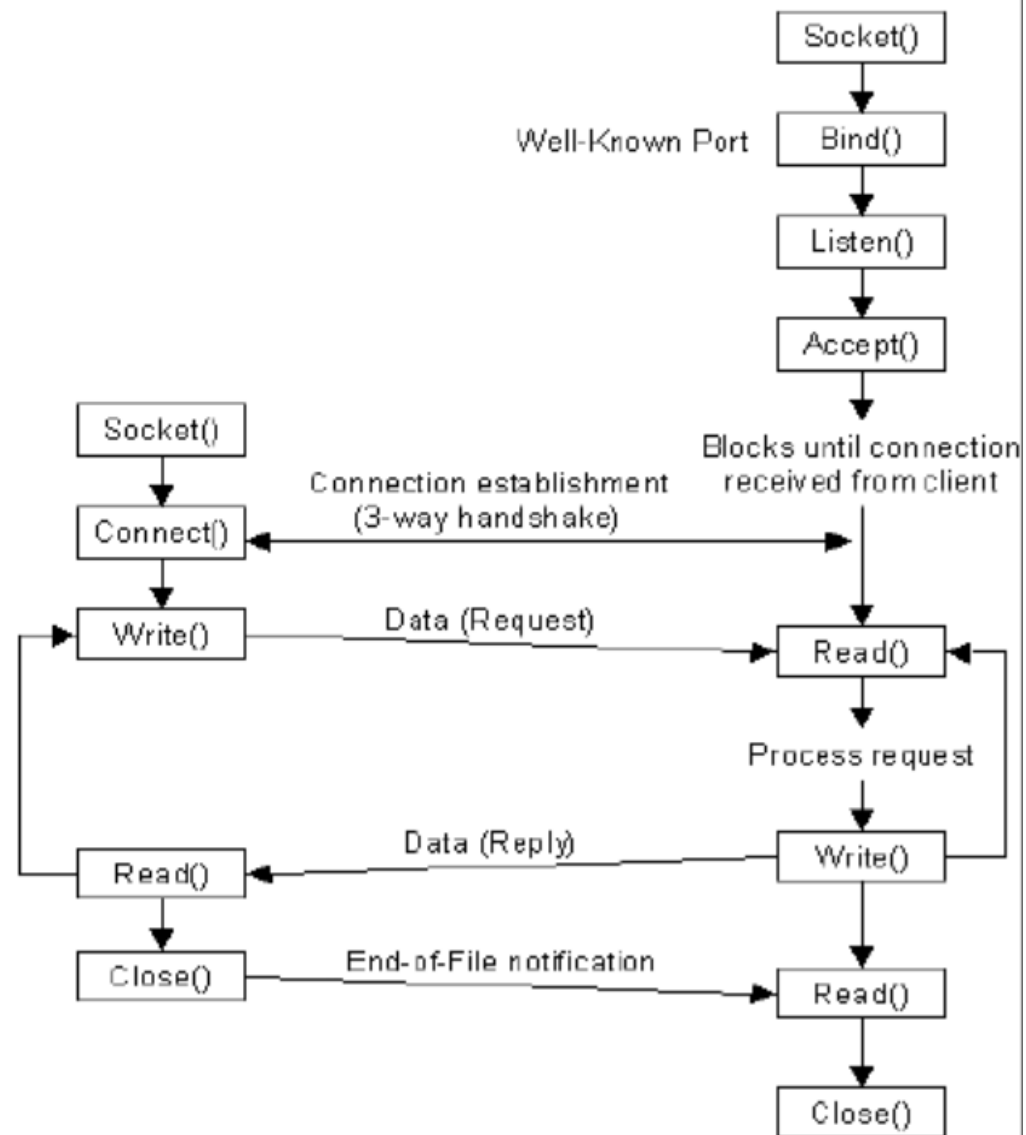 Socket()
Well-Known Port
Bind()
Listen()
Accept()
Socket()
Blocks until connection
received from client
Connection establishment
(3-way handshake)
Connect()
Data (Request)
Write()
Read()
Process request
Data (Reply)
Write()
Read()
End-of-File notification
Close()
Read()
Close()